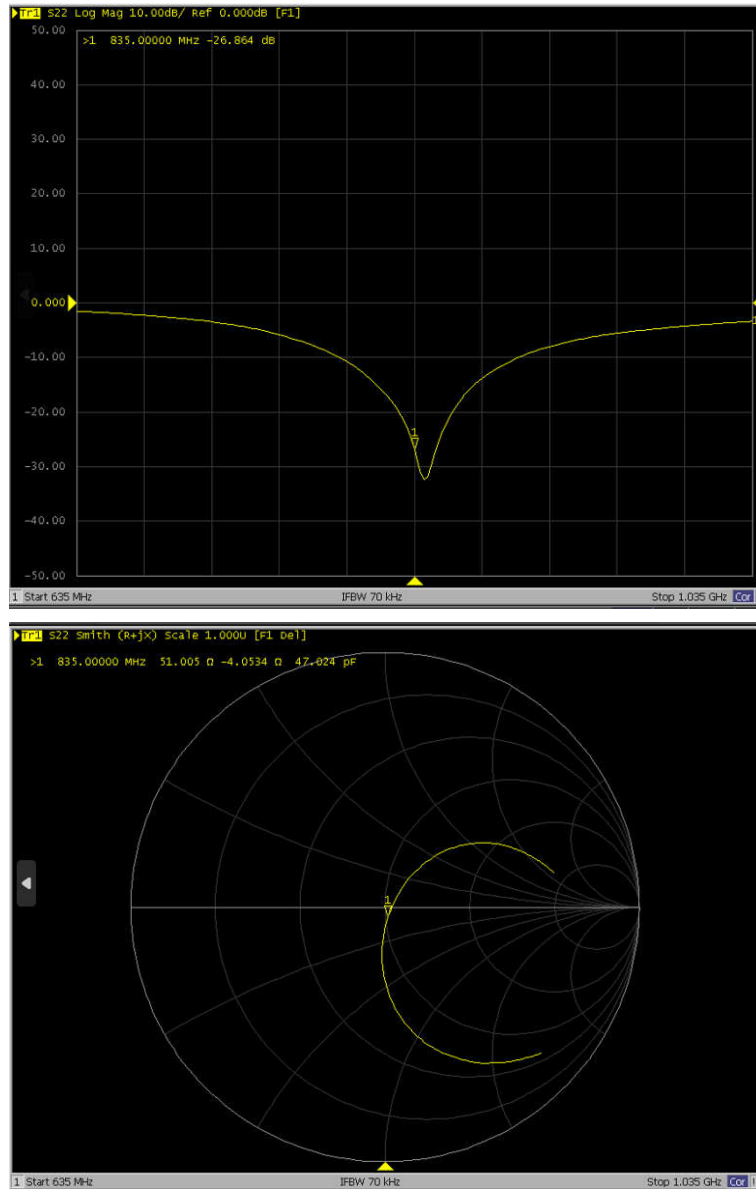 Tr1 S22 Log Mag 10.00dB/ Ref 0.000dB [F1]
50.00
>1 835.00000 MHz -26.864 dB
40.00
30.00
20.00
10.00
0.000
-10.00
-20.00
1
-30.00
-40.00
-50.00
1 Start 635 MHz IFBW 70 kHz Stop 1.035 GHz Cor
Tr1 S22 Smith (R+jX) Scale 1.000U [F1 Del]
>1 835.00000 MHz 51.005 Ω -4.0534 Ω 47.024 pF
1
1 Start 635 MHz IFBW 70 kHz Stop 1.035 GHz Cor